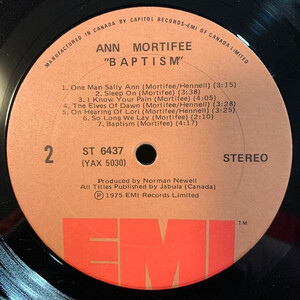 MANUFACTURED IN CANADA BY CAPITOL RECORDS-EMI OF CANADA LIMITED
ANN MORTIFEE
"BAPTISM"
1. One Man Sally Ann (Mortifee/Hennell) (3:15)
2. Sleep On (Mortifee) (3:38)
3. I Know Your Pain (Mortifee) (4:05)
4. The Elves Of Dawn (Mortifee/Hennell) (3:28)
5. On Hearing Of Lori (Mortifee/Hennell) (3:25)
6. So Long We Lay (Mortifee) (2:10)
7. Baptism (Mortifee) (4:17)
2
ST 6437
(YAX 5030)
STEREO
Produced by Norman Newell
All Titles Published by Jabula (Canada)
Ⓟ 1975 EMI Records Limited
EMI
T.M.